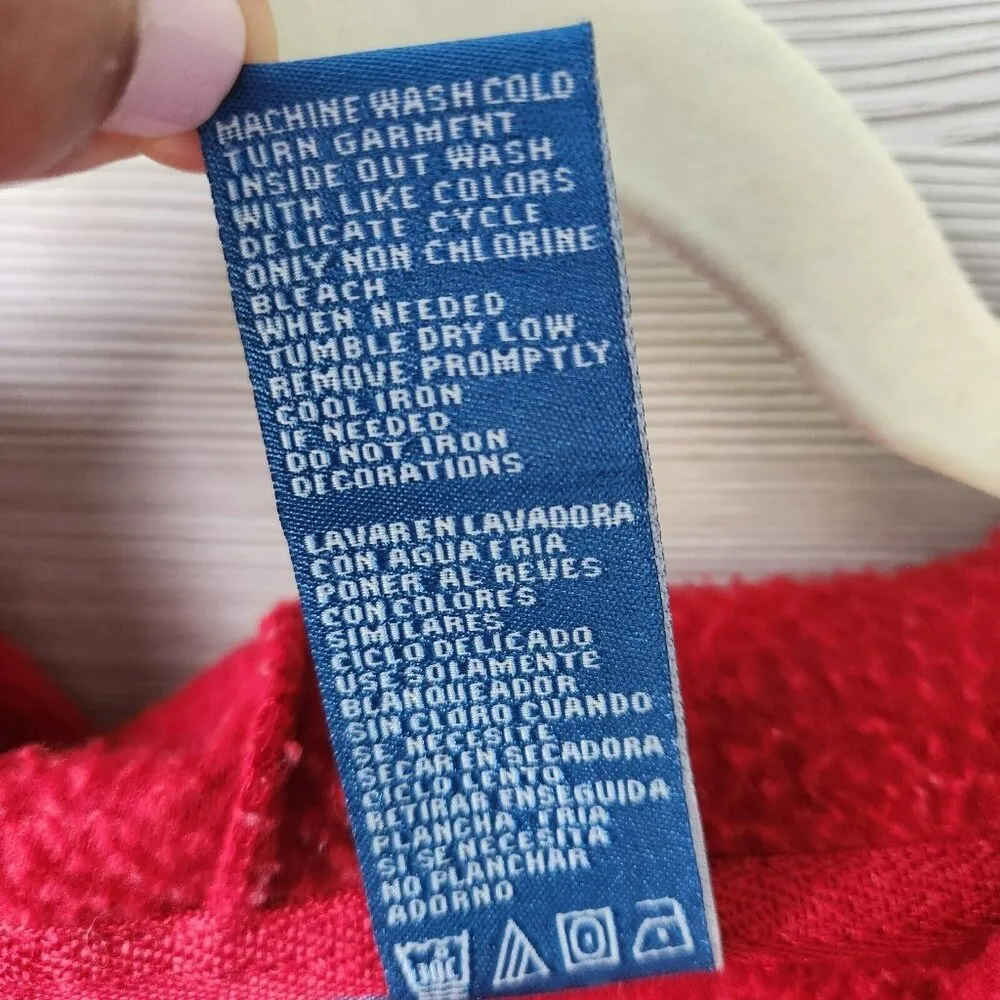 MACHINE WASH COLD
TURN GARMENT
INSIDE OUT WASH
WITH LIKE COLORS
DELICATE CYCLE
ONLY NON CHLORINE
BLEACH
WHEN NEEDED
TUMBLE DRY LOW
REMOVE PROMPTLY
COOL IRON
IF NEEDED
DO NOT IRON
DECORATIONS
LAVAR EN LAVADORA
CON AGUA FRIA
PONER AL REVES
CON COLORES
SIMILARES
CICLO DELICADO
USE SOLAMENTE
BLANQUEADOR
SIN CLORO CUANDO
SE NECESITE
SECAR EN SECADORA
CICLO LENTO
RETIRAR ENSEGUIDA
PLANCHA FRIA
SI SE NECESITA
NO PLANCHAR
ADORNO
30C